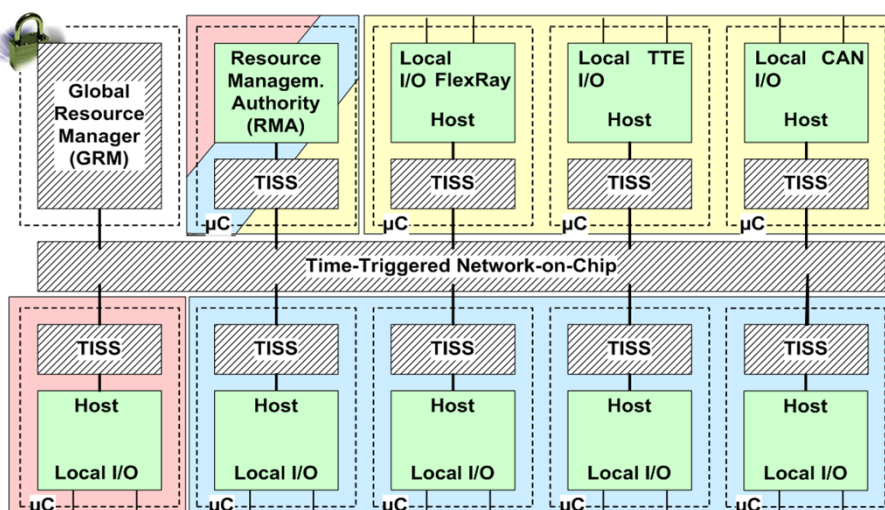 Global
Resource
Manager
(GRM)
Resource
Managem.
Authority
(RMA)
TISS
μC
Local
I/O FlexRay
Host
TISS
μC
Local TTE
I/O
Host
TISS
μC
Local CAN
I/O
Host
TISS
μC
Time-Triggered Network-on-Chip
TISS
Host
Local I/O
μC
TISS
Host
Local I/O
μC
TISS
Host
Local I/O
μC
TISS
Host
Local I/O
μC
TISS
Host
Local I/O
μC